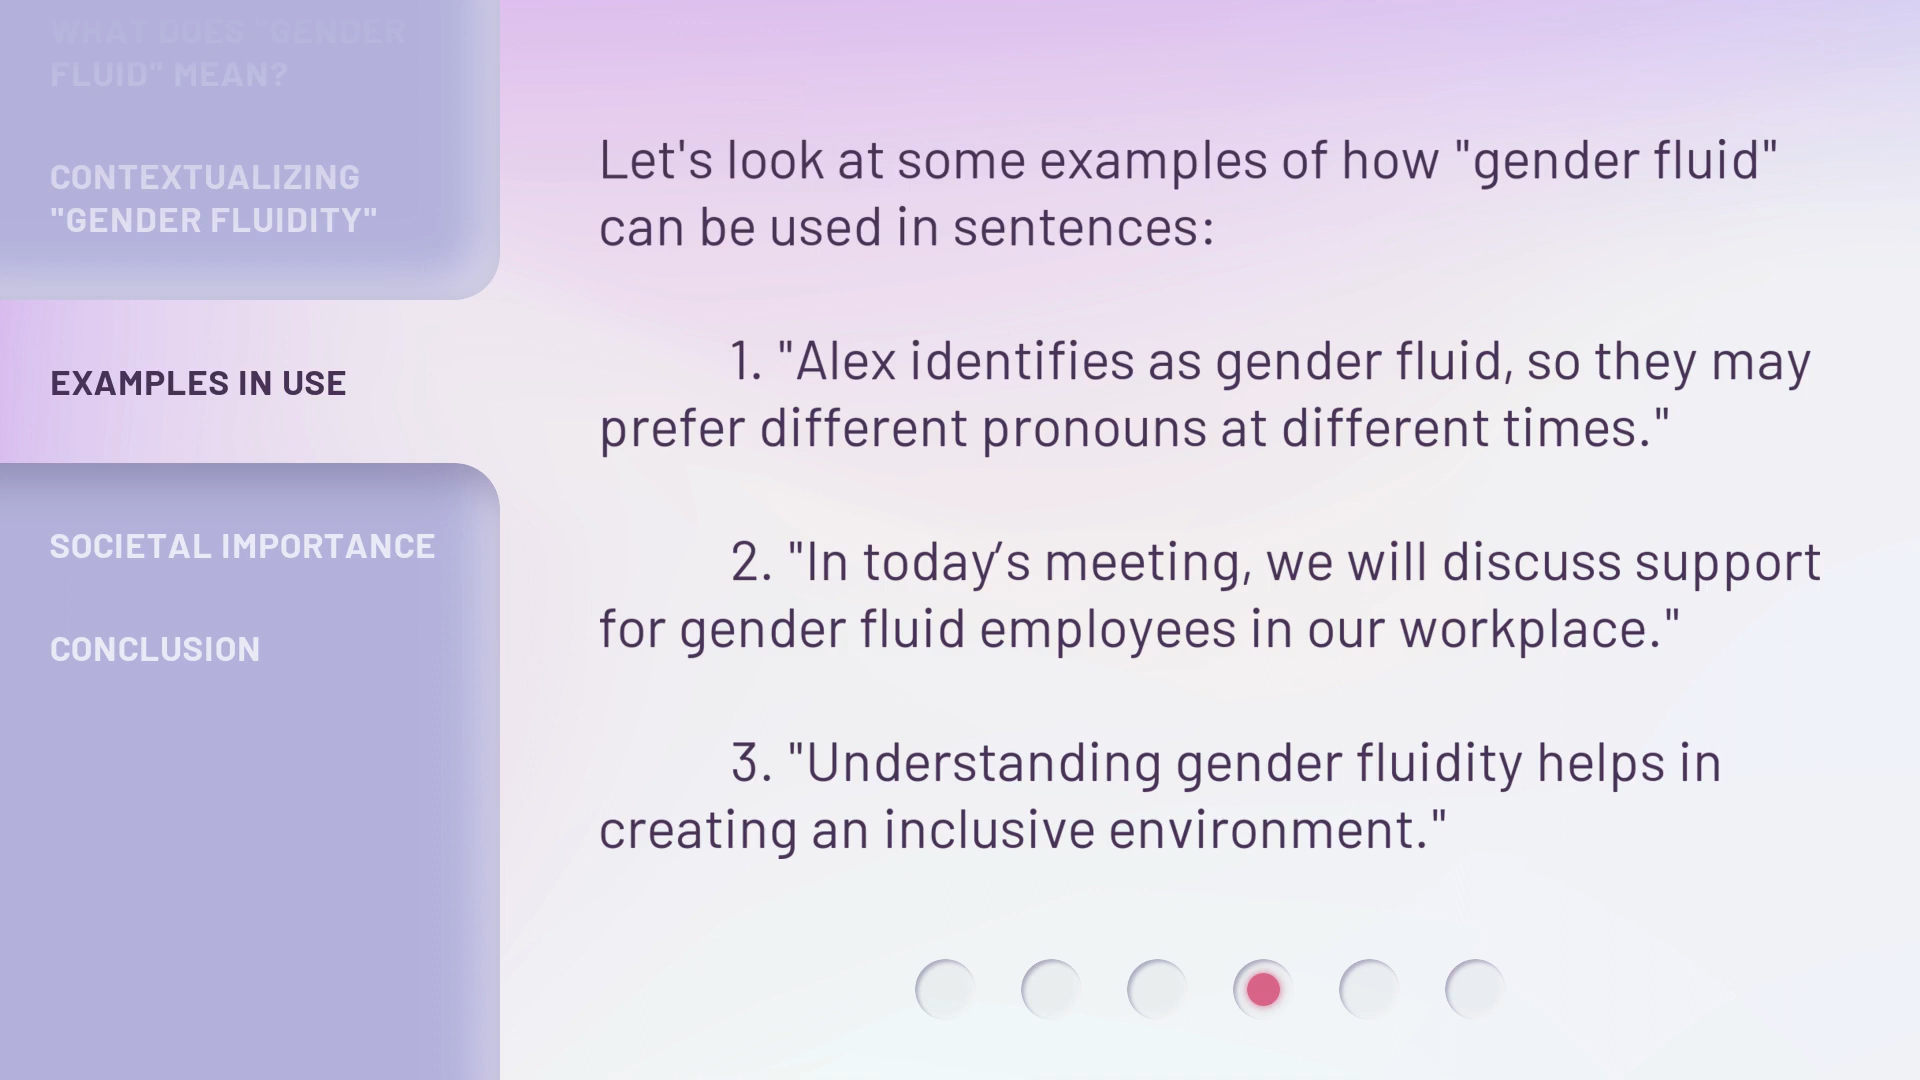 WHAT DOES "GENDER
FLUID" MEAN?
CONTEXTUALIZING
"GENDER FLUIDITY"
EXAMPLES IN USE
SOCIETAL IMPORTANCE
CONCLUSION
Let's look at some examples of how "gender fluid"
can be used in sentences:
1. "Alex identifies as gender fluid, so they may
prefer different pronouns at different times."
2. "In today’s meeting, we will discuss support
for gender fluid employees in our workplace."
3. "Understanding gender fluidity helps in
creating an inclusive environment."